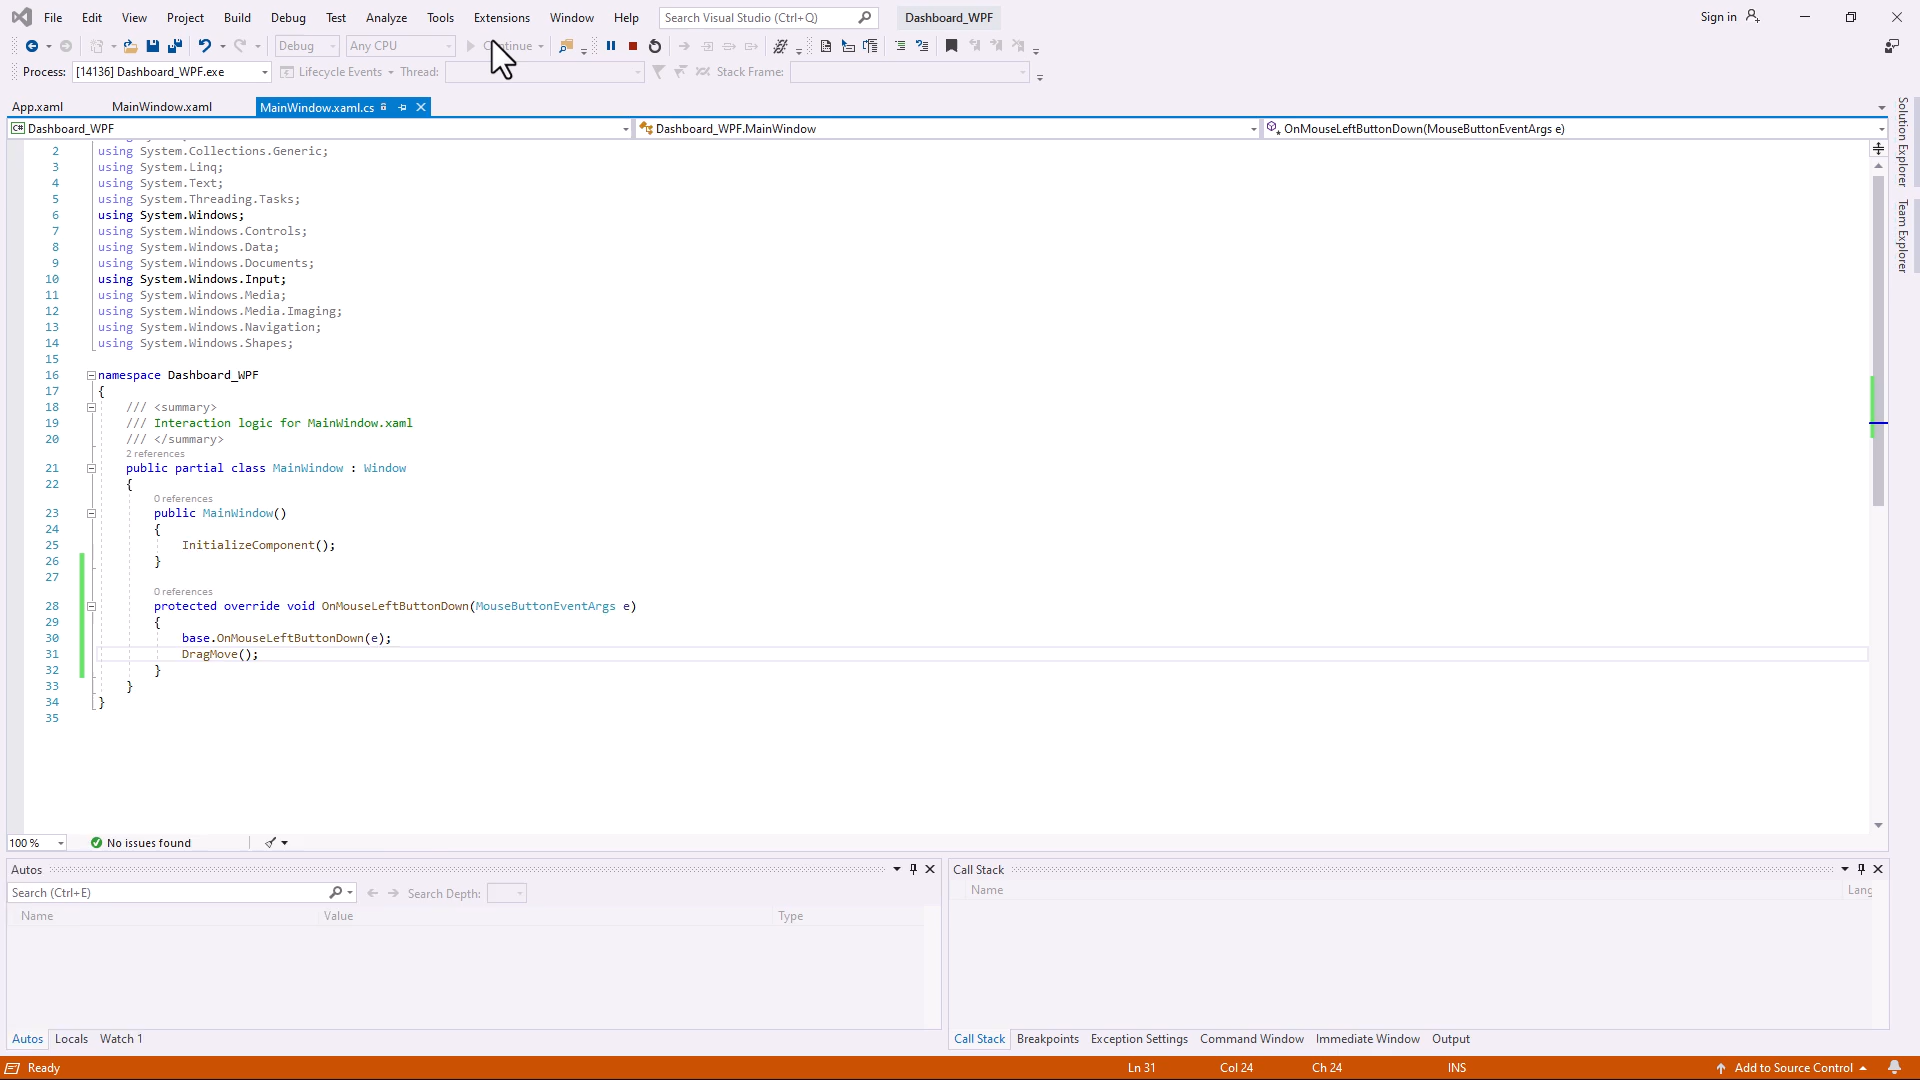 File Edit View Project Build Debug Test Analyze Tools Extensions Window Help Search Visual Studio (Ctrl+Q) Dashboard_WPF Sign in
Debug Any CPU Continue
Process: [14136] Dashboard_WPF.exe Lifecycle Events Thread: Stack Frame:
App.xaml MainWindow.xaml MainWindow.xaml.cs
C# Dashboard_WPF Dashboard_WPF.MainWindow OnMouseLeftButtonDown(MouseButtonEventArgs e)
Solution Explorer
Team Explorer
2 using System.Collections.Generic;
3 using System.Linq;
4 using System.Text;
5 using System.Threading.Tasks;
6 using System.Windows;
7 using System.Windows.Controls;
8 using System.Windows.Data;
9 using System.Windows.Documents;
10 using System.Windows.Input;
11 using System.Windows.Media;
12 using System.Windows.Media.Imaging;
13 using System.Windows.Navigation;
14 using System.Windows.Shapes;
15
16 namespace Dashboard_WPF
17 {
18 /// <summary>
19 /// Interaction logic for MainWindow.xaml
20 /// </summary>
2 references
21 public partial class MainWindow : Window
22 {
0 references
23 public MainWindow()
24 {
25 InitializeComponent();
26 }
27
0 references
28 protected override void OnMouseLeftButtonDown(MouseButtonEventArgs e)
29 {
30 base.OnMouseLeftButtonDown(e);
31 DragMove();
32 }
33 }
34 }
35
100 % No issues found
Autos
Search (Ctrl+E) Search Depth:
Name Value Type
Autos Locals Watch 1
Call Stack
Name Lang
Call Stack Breakpoints Exception Settings Command Window Immediate Window Output
Ready Ln 31 Col 24 Ch 24 INS Add to Source Control